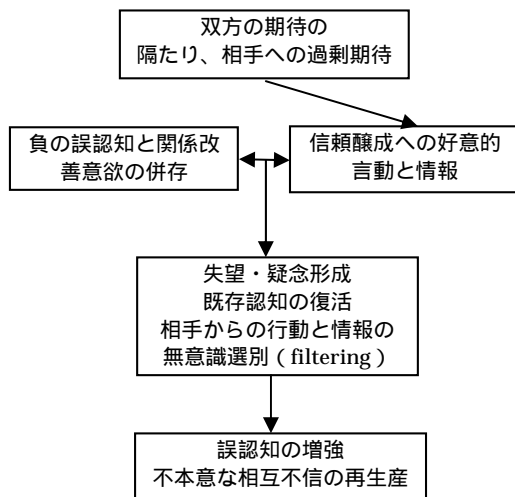 双方の期待の
隔たり、相手への過剰期待
負の誤認知と関係改
善意欲の併存
信頼醸成への好意的
言動と情報
失望・疑念形成
既存認知の復活
相手からの行動と情報の
無意識選別（filtering）
誤認知の増強
不本意な相互不信の再生産